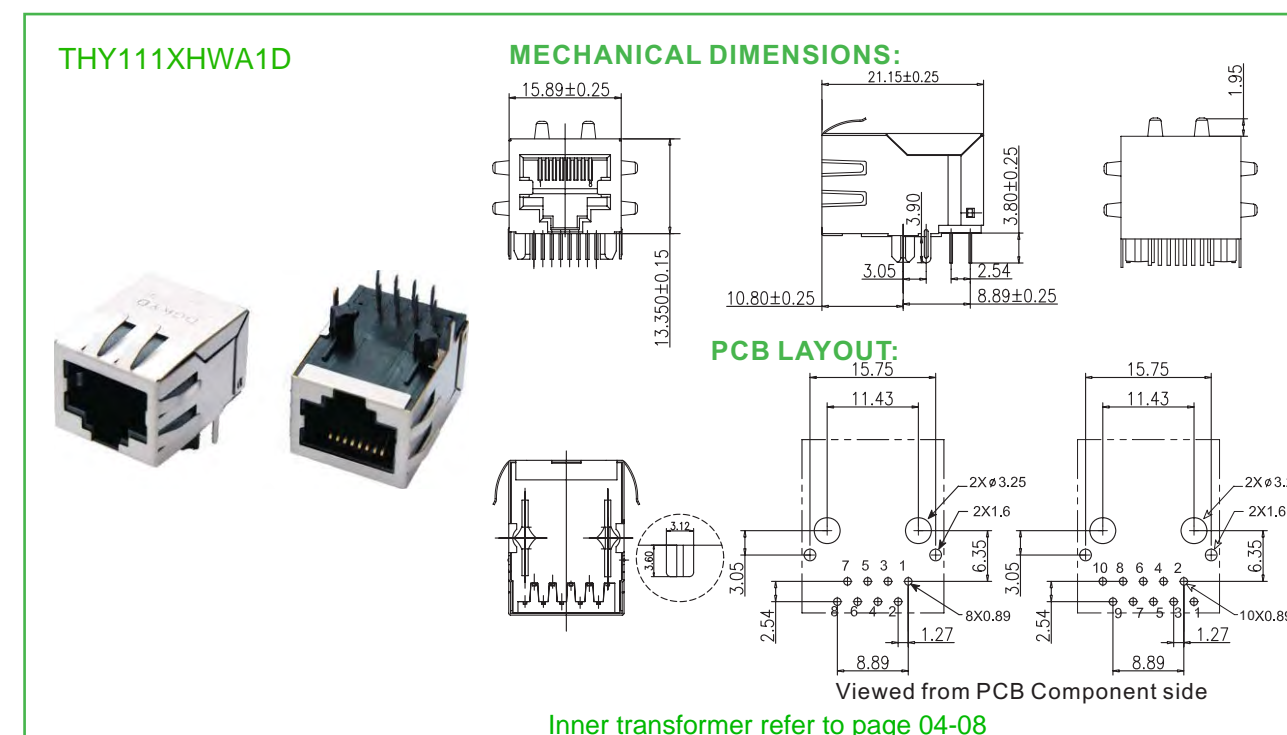 THY111XHWA1D
MECHANICAL DIMENSIONS:
15.89±0.25
13.350±0.15
21.15±0.25
3.90
3.80±0.25
3.05
2.54
10.80±0.25
8.89±0.25
1.95
3.12
3.60
PCB LAYOUT:
15.75
11.43
2Xø3.25
2X1.6
3.05
6.35
7 5 3 1
8 6 4 2
2.54
8X0.89
1.27
8.89
15.75
11.43
2X1.6
3.05
6.35
10 8 6 4 2
9 7 5 3 1
2.54
10X0.89
1.27
8.89
Viewed from PCB Component side
Inner transformer refer to page 04-08